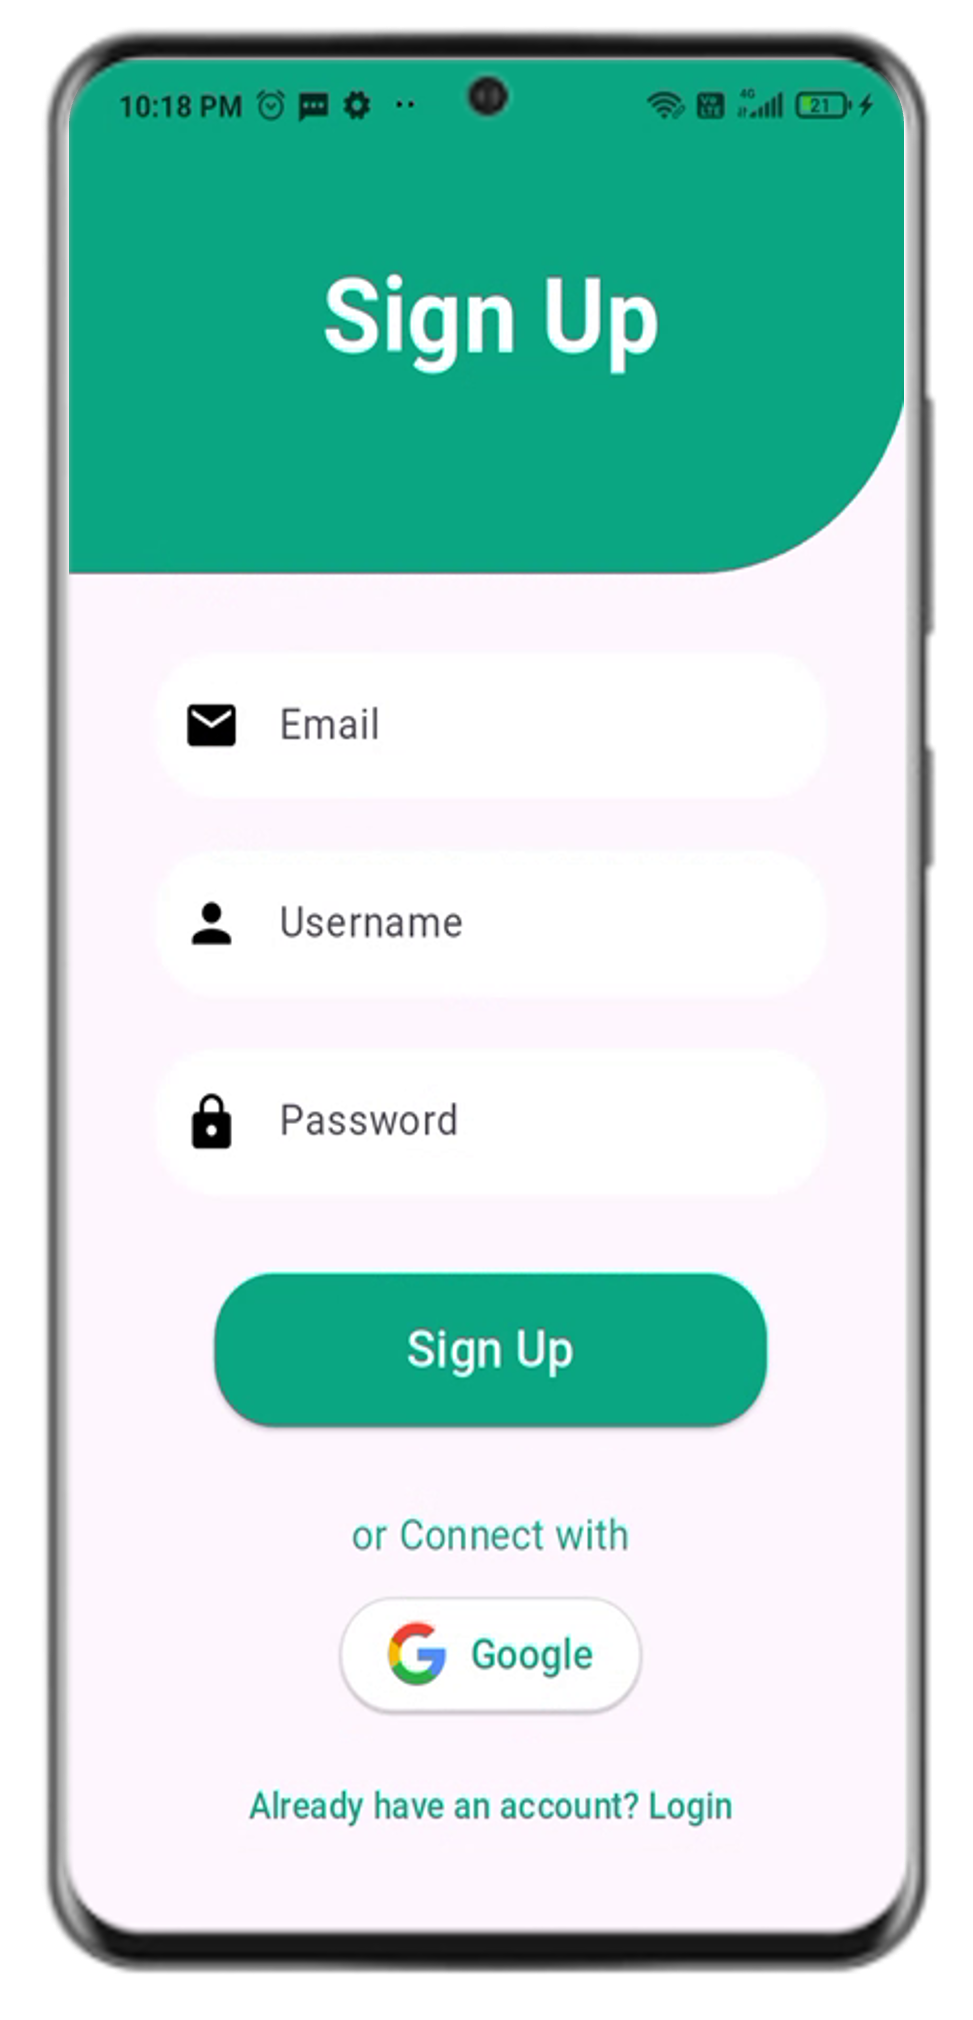 10:18 PM 4G 21
Sign Up
Email
Username
Password
Sign Up
or Connect with
Google
Already have an account? Login